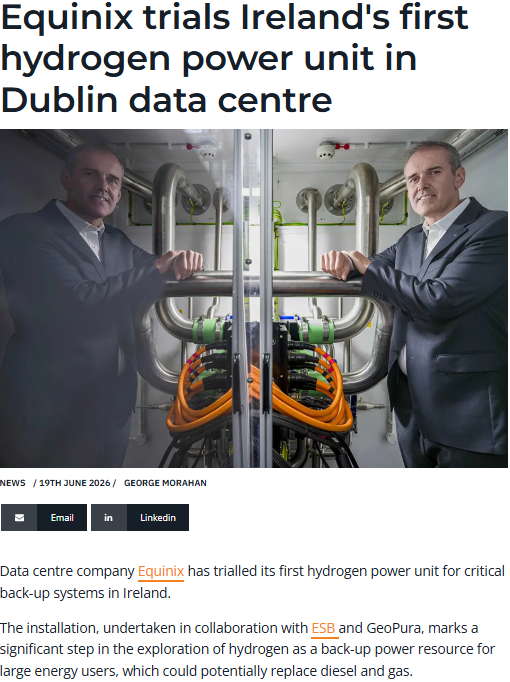 Equinix trials Ireland's first
hydrogen power unit in
Dublin data centre
NEWS / 19TH JUNE 2026 / GEORGE MORAHAN
Email
Linkedin
Data centre company Equinix has trialled its first hydrogen power unit for critical
back-up systems in Ireland.
The installation, undertaken in collaboration with ESB and GeoPura, marks a
significant step in the exploration of hydrogen as a back-up power resource for
large energy users, which could potentially replace diesel and gas.